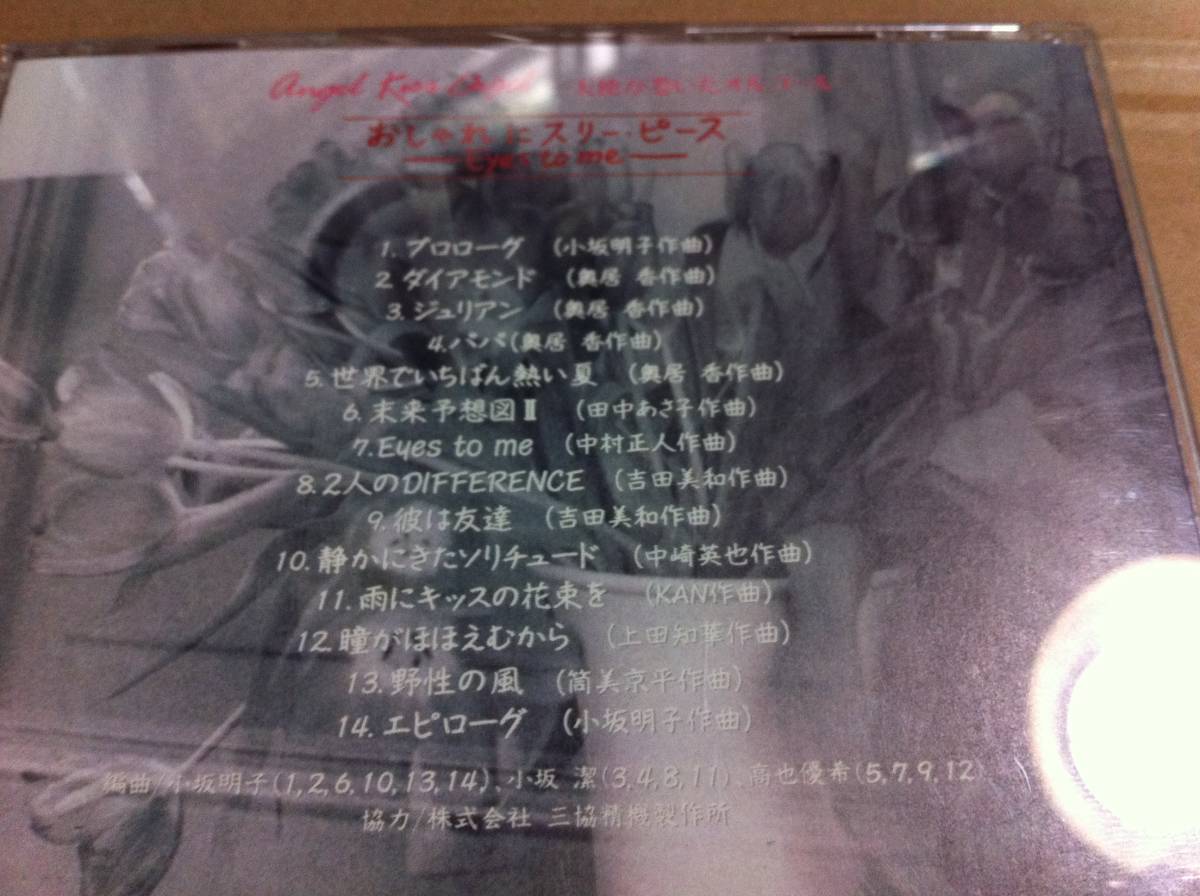 Angel Kiss
おしゃれにスリー・ピース
Eyes to me
1. プロローグ (小坂明子作曲)
2. ダイアモンド (奥居 香作曲)
3. ジュリアン (奥居 香作曲)
4. パパ (奥居 香作曲)
5. 世界でいちばん熱い夏 (奥居 香作曲)
6. 未来予想図Ⅱ (田中あさ子作曲)
7. Eyes to me (中村正人作曲)
8. 2人のDIFFERENCE (吉田美和作曲)
9. 彼は友達 (吉田美和作曲)
10. 静かにきたソリチュード (中崎英也作曲)
11. 雨にキッスの花束を (KAN作曲)
12. 瞳がほほえむから (上田知華作曲)
13. 野性の風 (筒美京平作曲)
14. エピローグ (小坂明子作曲)
編曲/小坂明子(1,2,6,10,13,14)、小坂 潔(3,4,8,11)、高也優希(5,7,9,12)
協力/株式会社 三協精機製作所